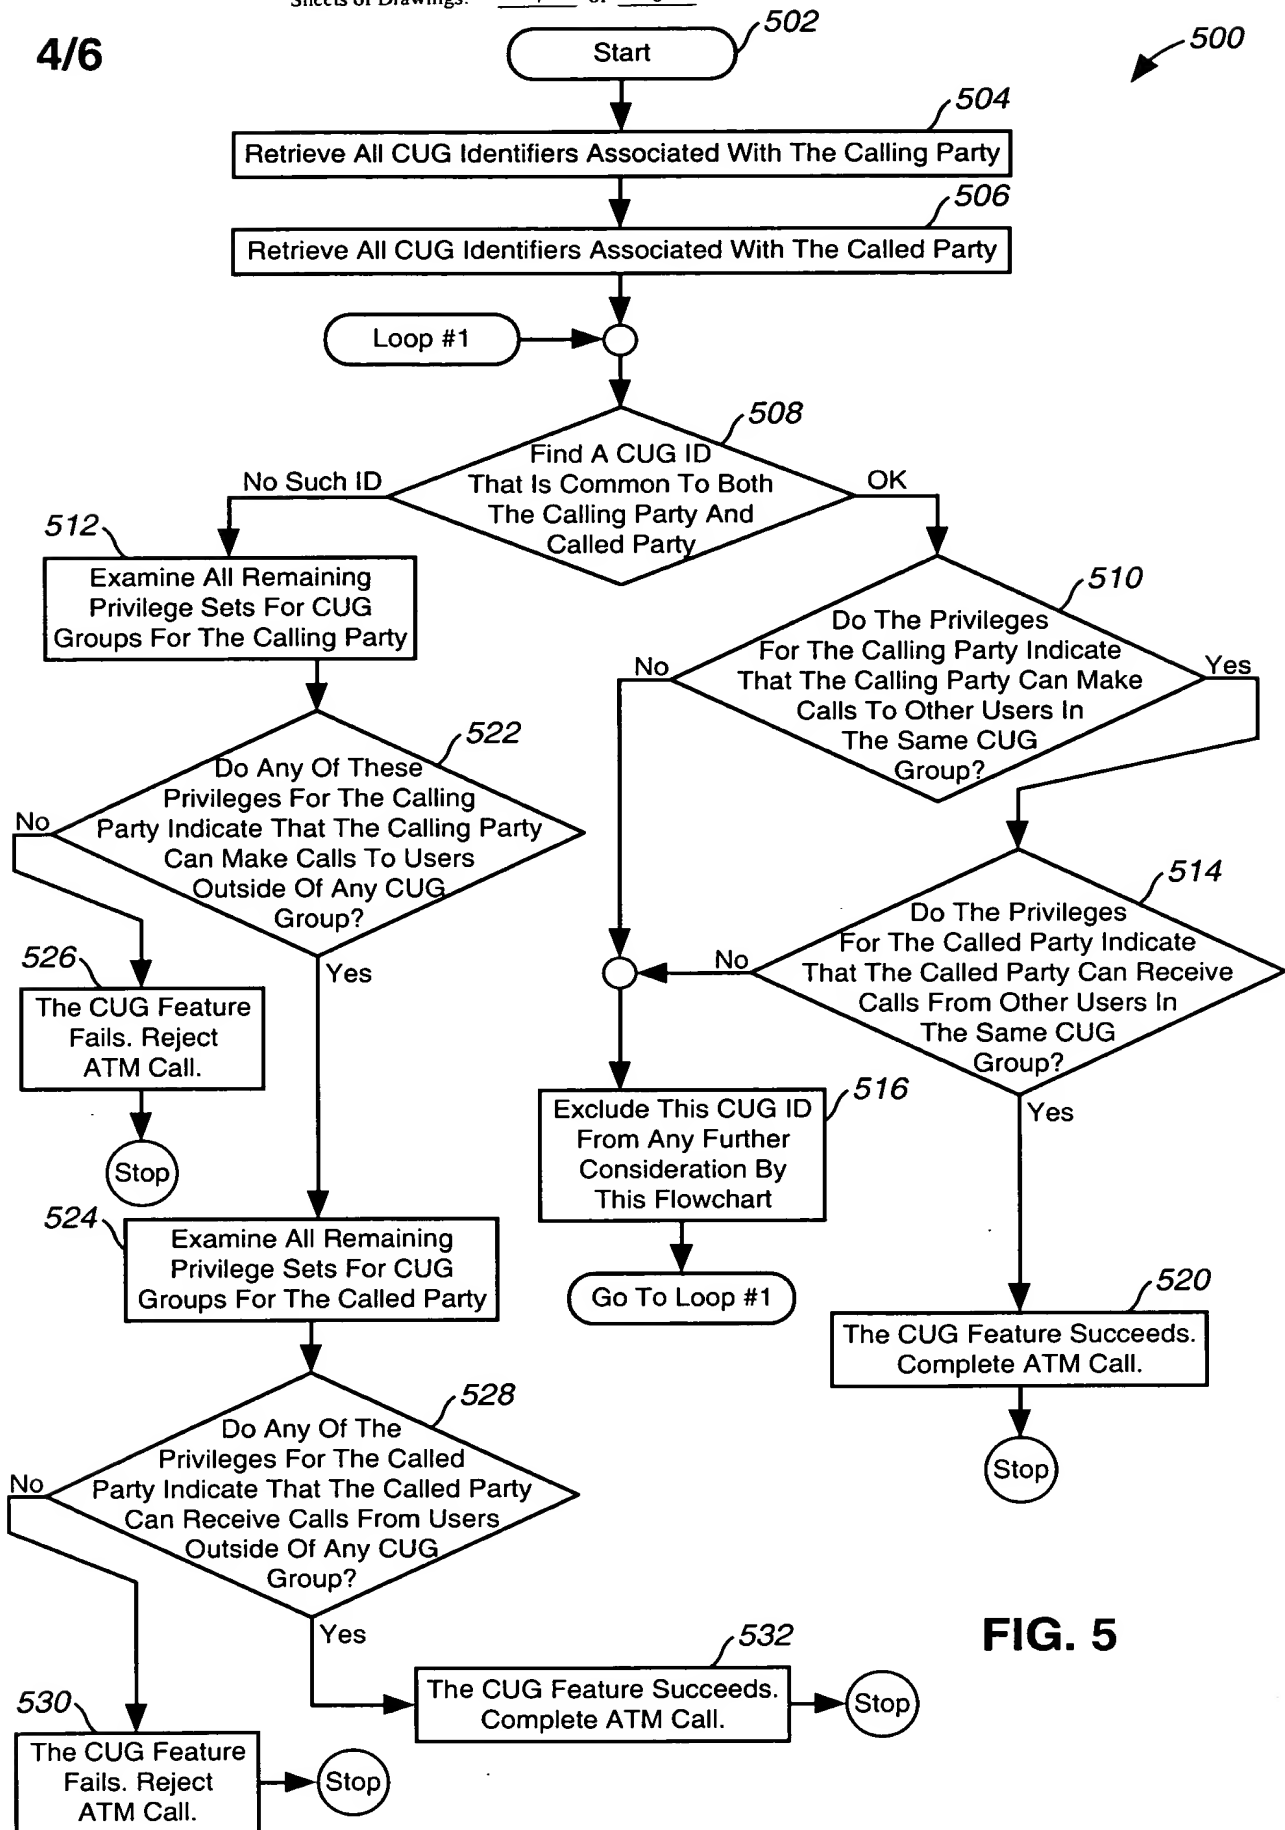 Sheets of Drawings:
of
4/6
502
500
Start
504
Retrieve All CUG Identifiers Associated With The Calling Party
506
Retrieve All CUG Identifiers Associated With The Called Party
Loop #1
508
Find A CUG ID
That Is Common To Both
The Calling Party And
Called Party
No Such ID
OK
512
Examine All Remaining
Privilege Sets For CUG
Groups For The Calling Party
510
Do The Privileges
For The Calling Party Indicate
That The Calling Party Can Make
Calls To Other Users In
The Same CUG
Group?
No
Yes
522
Do Any Of These
Privileges For The Calling
Party Indicate That The Calling Party
Can Make Calls To Users
Outside Of Any CUG
Group?
No
Yes
514
Do The Privileges
For The Called Party Indicate
That The Called Party Can Receive
Calls From Other Users In
The Same CUG
Group?
No
Yes
526
The CUG Feature
Fails. Reject
ATM Call.
Stop
516
Exclude This CUG ID
From Any Further
Consideration By
This Flowchart
Go To Loop #1
524
Examine All Remaining
Privilege Sets For CUG
Groups For The Called Party
520
The CUG Feature Succeeds.
Complete ATM Call.
Stop
528
Do Any Of The
Privileges For The Called
Party Indicate That The Called Party
Can Receive Calls From Users
Outside Of Any CUG
Group?
No
Yes
532
The CUG Feature Succeeds.
Complete ATM Call.
Stop
530
The CUG Feature
Fails. Reject
ATM Call.
Stop
FIG. 5